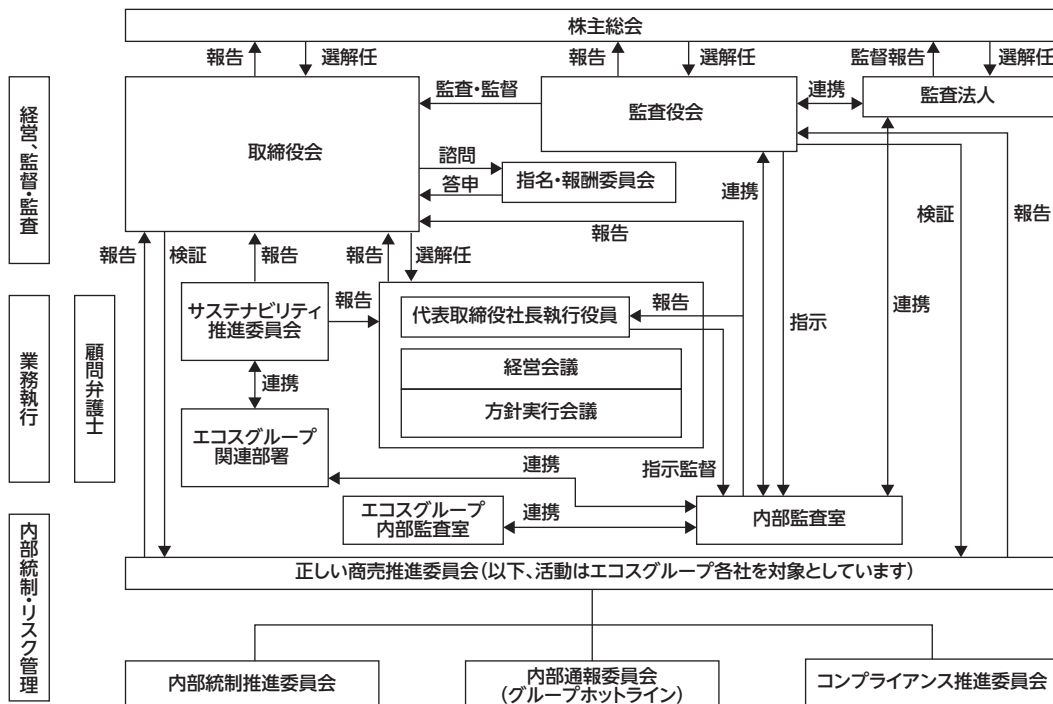 株主総会
報告
選解任
報告
選解任
監督報告
選解任
経営、監督・監査
取締役会
監査・監督
監査役会
連携
監査法人
諮問
答申
指名・報酬委員会
報告
連携
検証
報告
報告
検証
報告
報告
選解任
業務執行
顧問弁護士
サステナビリティ
推進委員会
報告
代表取締役社長執行役員
報告
指示
連携
経営会議
方針実行会議
連携
エコスグループ
関連部署
連携
指示監督
エコスグループ
内部監査室
連携
内部監査室
内部統制・リスク管理
正しい商売推進委員会(以下、活動はエコスグループ各社を対象としています)
内部統制推進委員会
内部通報委員会
(グループホットライン)
コンプライアンス推進委員会